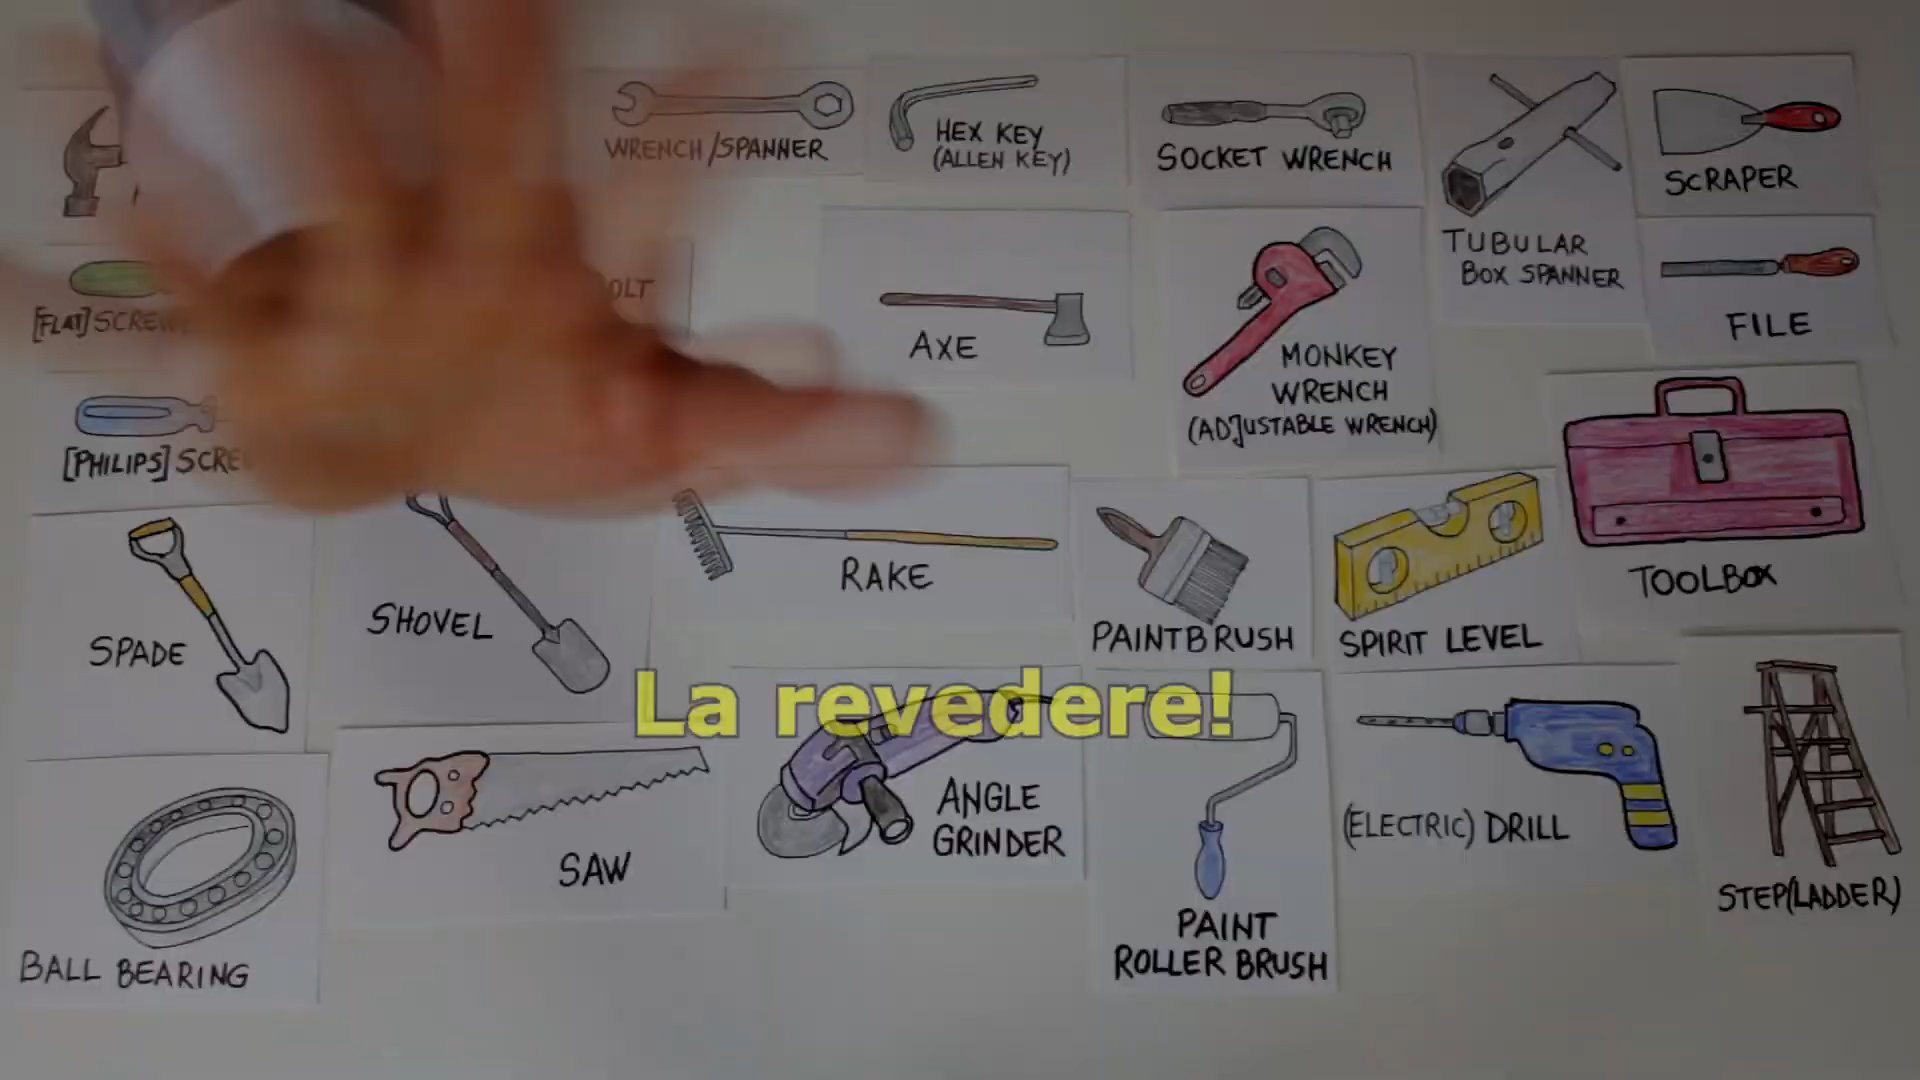 WRENCH/SPANNER
HEX KEY
(ALLEN KEY)
SOCKET WRENCH
TUBULAR
BOX SPANNER
SCRAPER
[FLAT]
AXE
MONKEY
WRENCH
(ADJUSTABLE WRENCH)
FILE
[PHILIPS]
SPADE
SHOVEL
RAKE
PAINTBRUSH
SPIRIT LEVEL
TOOLBOX
La revedere!
BALL BEARING
SAW
ANGLE
GRINDER
PAINT
ROLLER BRUSH
(ELECTRIC) DRILL
STEP(LADDER)